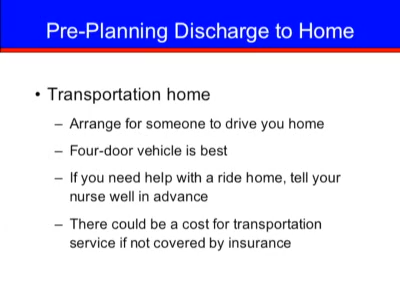 Pre-Planning Discharge to Home
• Transportation home
– Arrange for someone to drive you home
– Four-door vehicle is best
– If you need help with a ride home, tell your
nurse well in advance
– There could be a cost for transportation
service if not covered by insurance